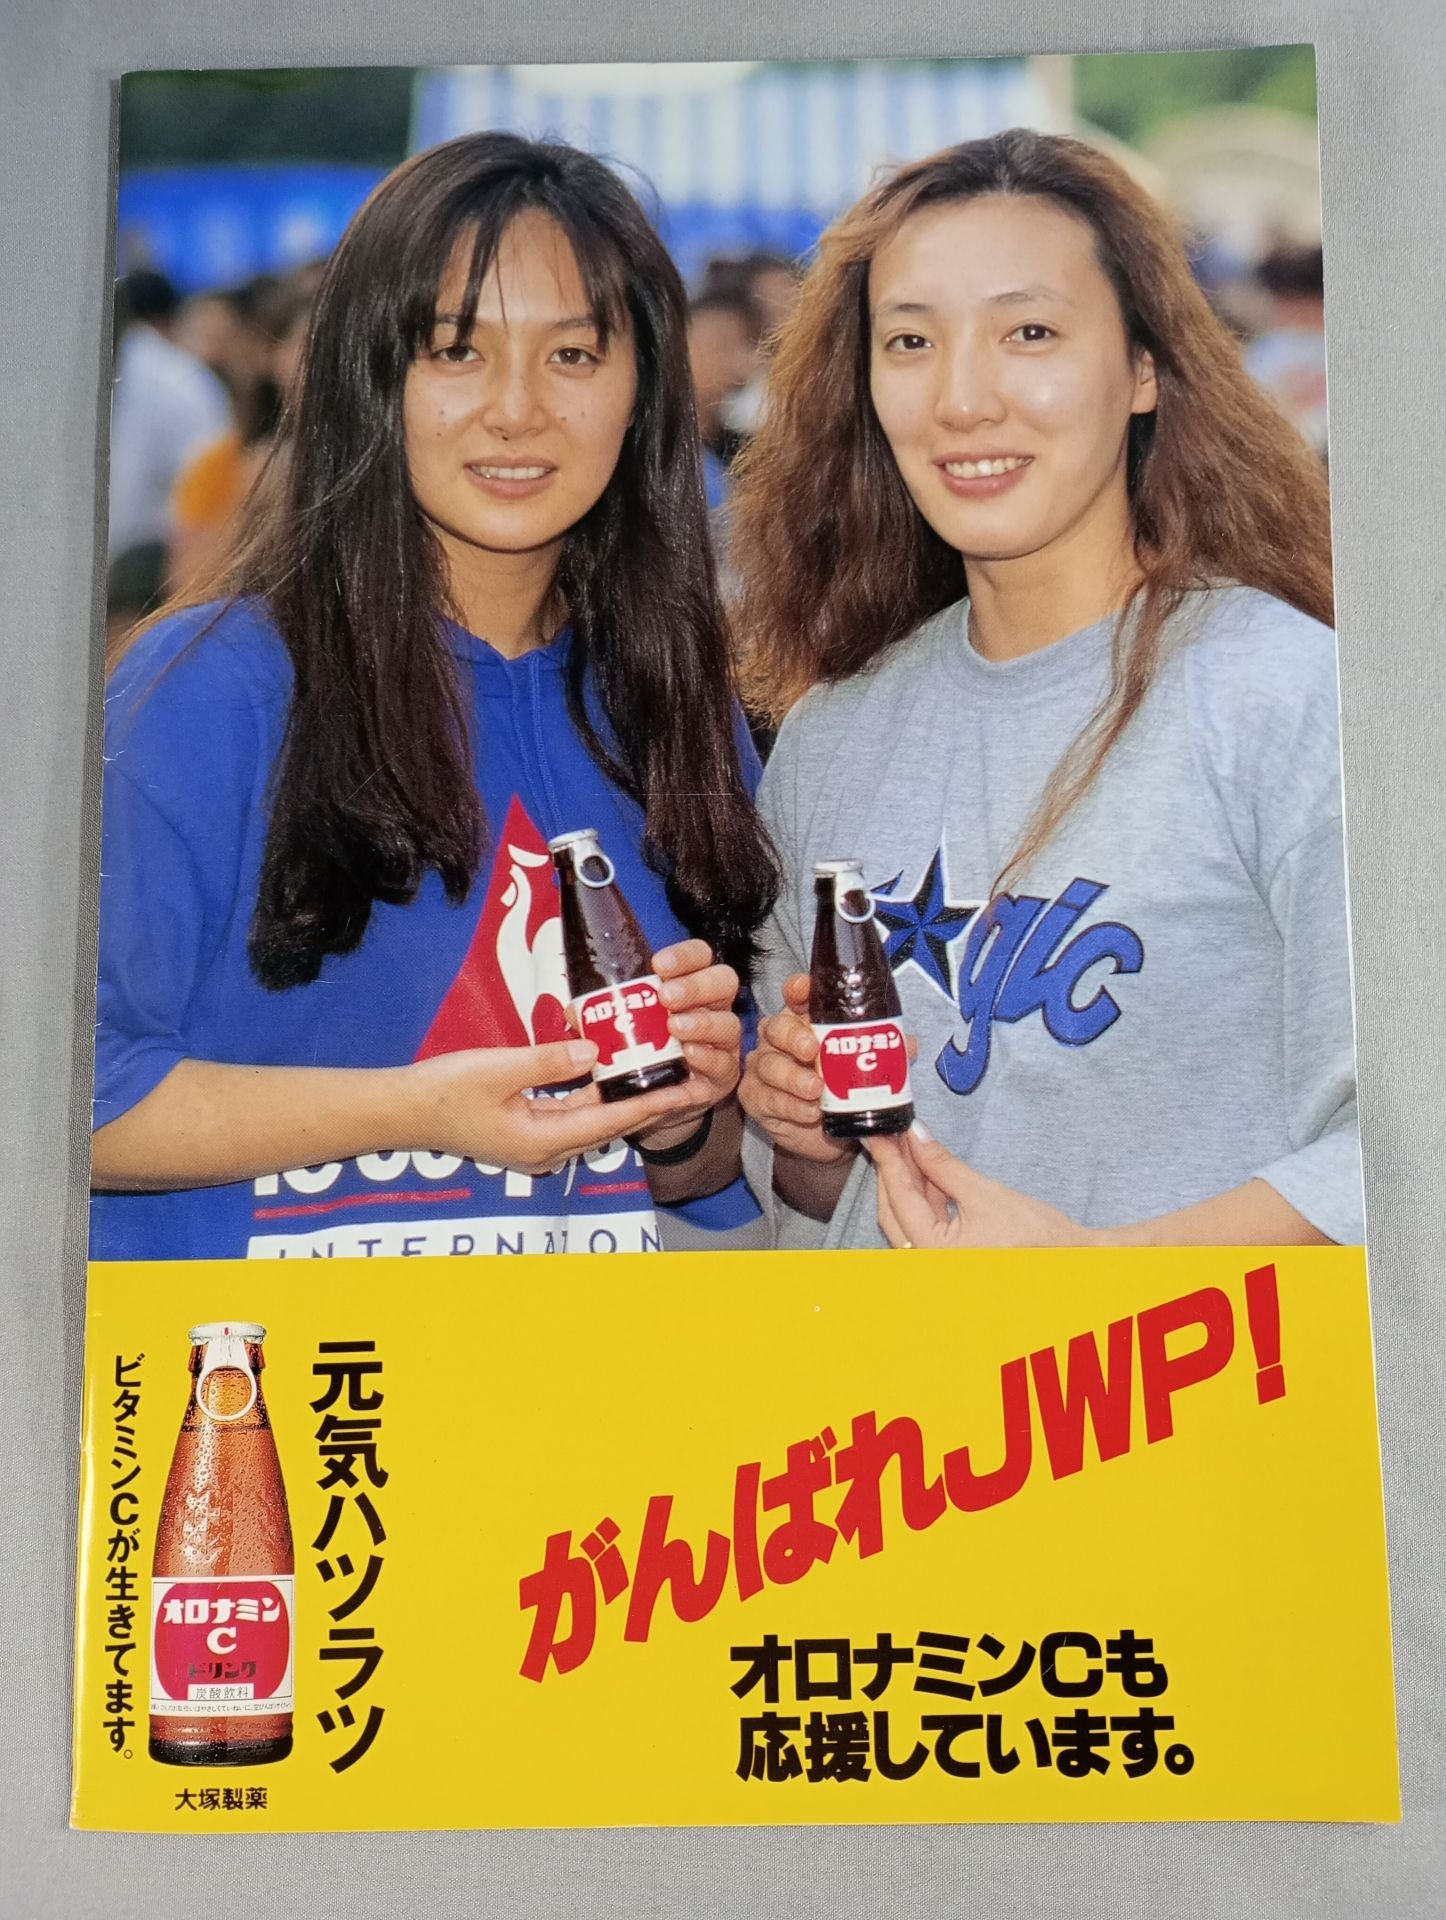 オロナミン
C
オロナミン
C
gic
INTERNATION
がんばれJWP!
オロナミンCも
応援しています。
元気ハツラツ
ビタミンCが生きてます。
オロナミン
C
ドリンク
炭酸飲料
大塚製薬